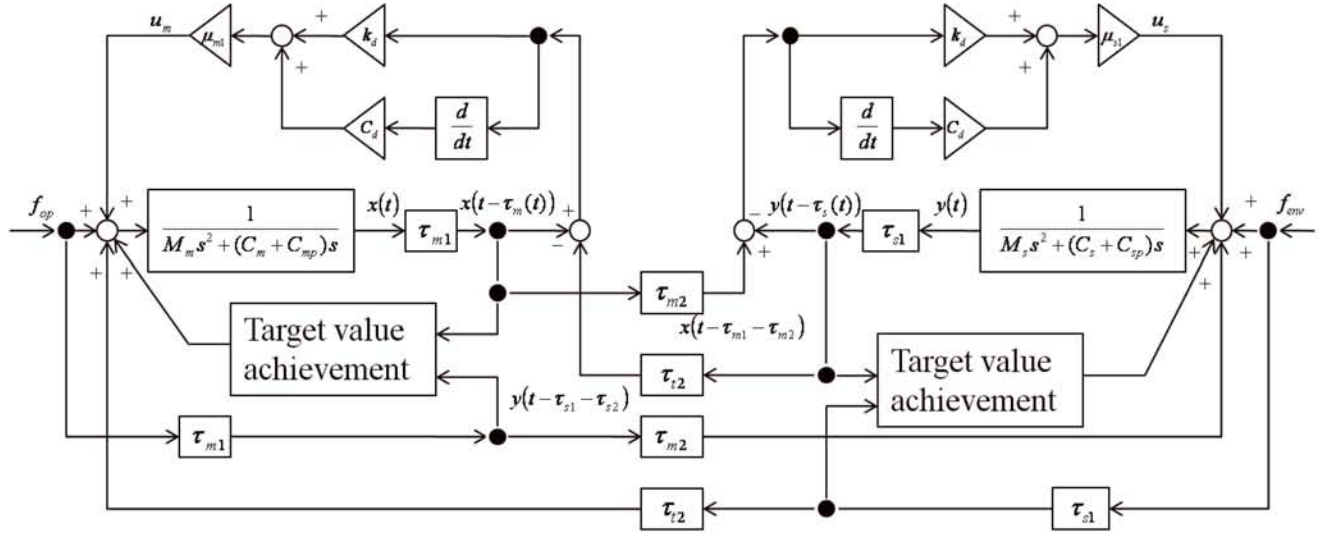 u_m
μ_m1
+
k_d
k_d
+
μ_s1
u_s
+
+
C_d
d/dt
d/dt
C_d
f_op
+
+
+
1/(M_m s² + (C_m + C_mp)s)
x(t)
τ_m1
x(t-τ_m(t))
+
−
−
+
y(t-τ_s(t))
τ_s1
y(t)
1/(M_s s² + (C_s + C_sp)s)
+
+
f_env
+
+
+
+
+
Target value
achievement
τ_m2
x(t-τ_m1-τ_m2)
τ_t2
Target value
achievement
y(t-τ_s1-τ_s2)
τ_m1
τ_m2
τ_t2
τ_s1